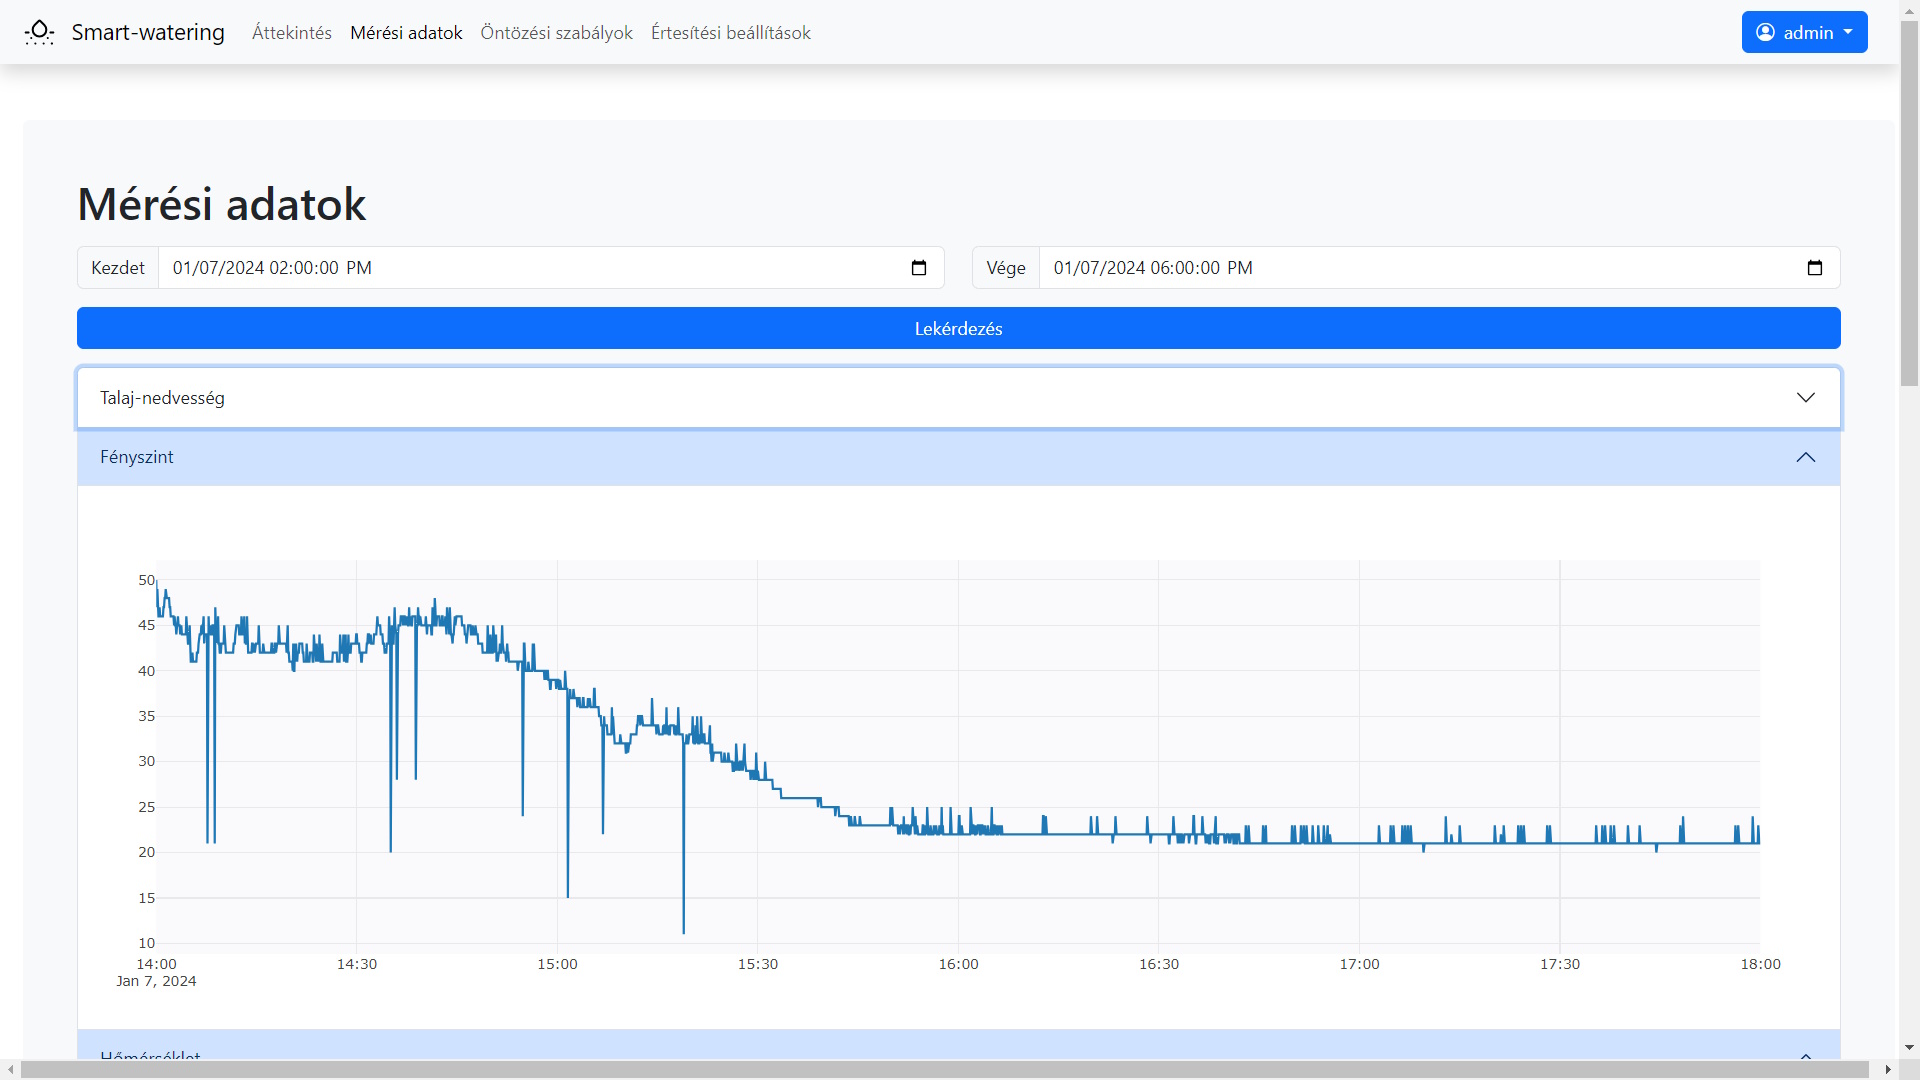 Smart-watering Áttekintés Mérési adatok Öntözési szabályok Értesítési beállítások admin
Mérési adatok
Kezdet 01/07/2024 02:00:00 PM Vége 01/07/2024 06:00:00 PM
Lekérdezés
Talaj-nedvesség
Fényszint
50
45
40
35
30
25
20
15
10
14:00 14:30 15:00 15:30 16:00 16:30 17:00 17:30 18:00
Jan 7, 2024
Hőmérséklet